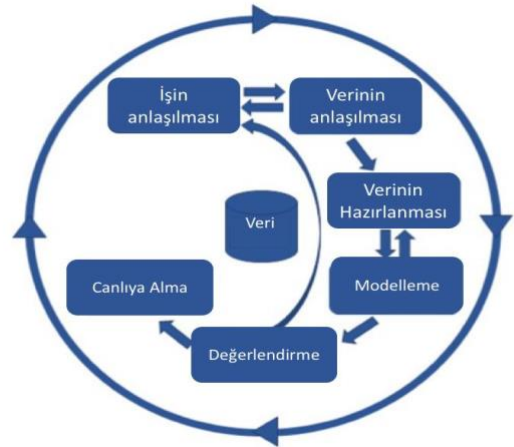 İşin
anlaşılması
Verinin
anlaşılması
Verinin
Hazırlanması
Veri
Canlıya Alma
Modelleme
Değerlendirme